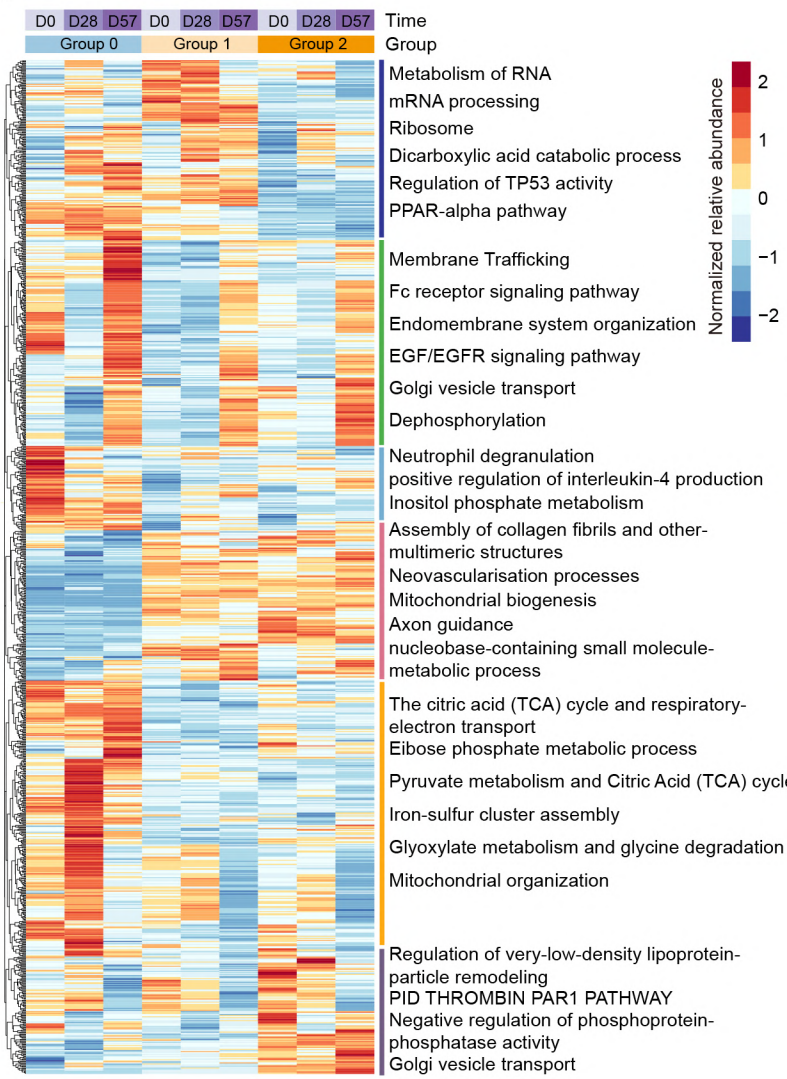 D0 D28 D57 D0 D28 D57 D0 D28 D57 Time
Group 0 Group 1 Group 2 Group
Metabolism of RNA
mRNA processing
Ribosome
Dicarboxylic acid catabolic process
Regulation of TP53 activity
PPAR-alpha pathway
Membrane Trafficking
Fc receptor signaling pathway
Endomembrane system organization
EGF/EGFR signaling pathway
Golgi vesicle transport
Dephosphorylation
Neutrophil degranulation
positive regulation of interleukin-4 production
Inositol phosphate metabolism
Assembly of collagen fibrils and other-
multimeric structures
Neovascularisation processes
Mitochondrial biogenesis
Axon guidance
nucleobase-containing small molecule-
metabolic process
The citric acid (TCA) cycle and respiratory-
electron transport
Eibose phosphate metabolic process
Pyruvate metabolism and Citric Acid (TCA) cycle
Iron-sulfur cluster assembly
Glyoxylate metabolism and glycine degradation
Mitochondrial organization
Regulation of very-low-density lipoprotein-
particle remodeling
PID THROMBIN PAR1 PATHWAY
Negative regulation of phosphoprotein-
phosphatase activity
Golgi vesicle transport
Normalized relative abundance
2
1
0
−1
−2